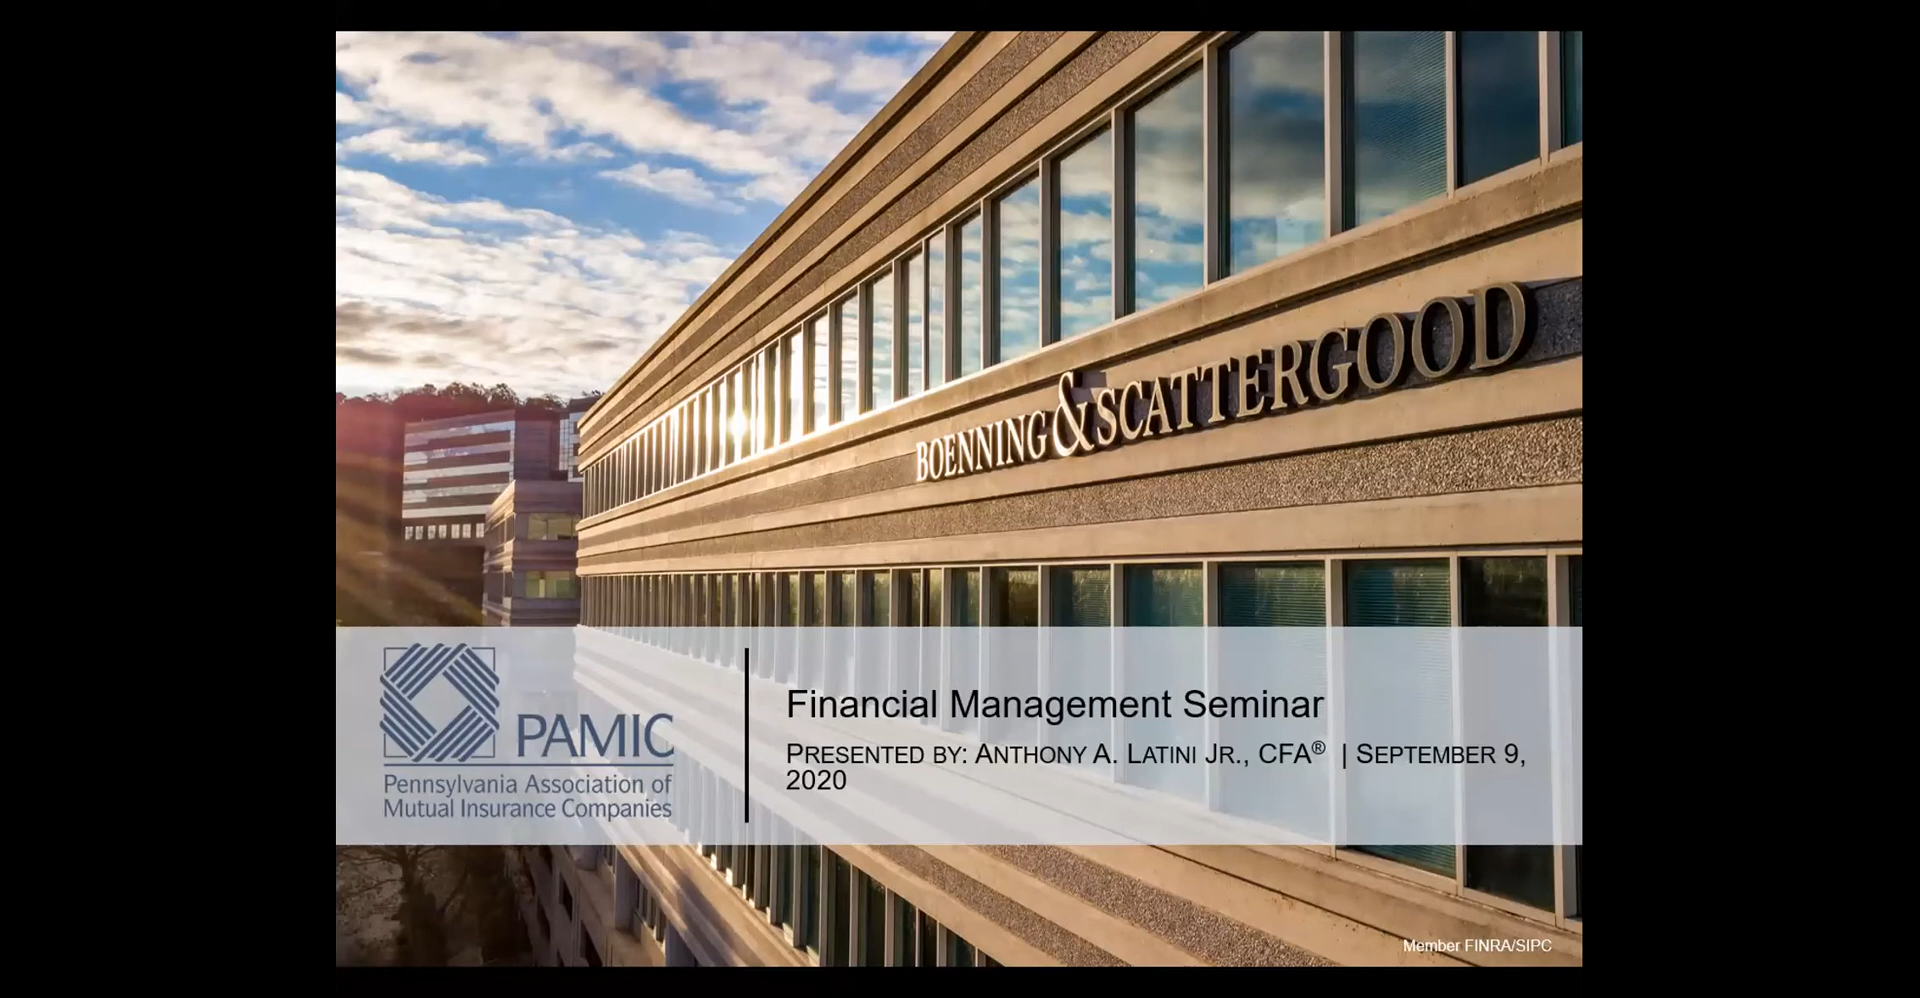 BOENNING & SCATTERGOOD
PAMIC
Pennsylvania Association of
Mutual Insurance Companies
Financial Management Seminar
PRESENTED BY: ANTHONY A. LATINI JR., CFA® | SEPTEMBER 9,
2020
Member FINRA/SIPC